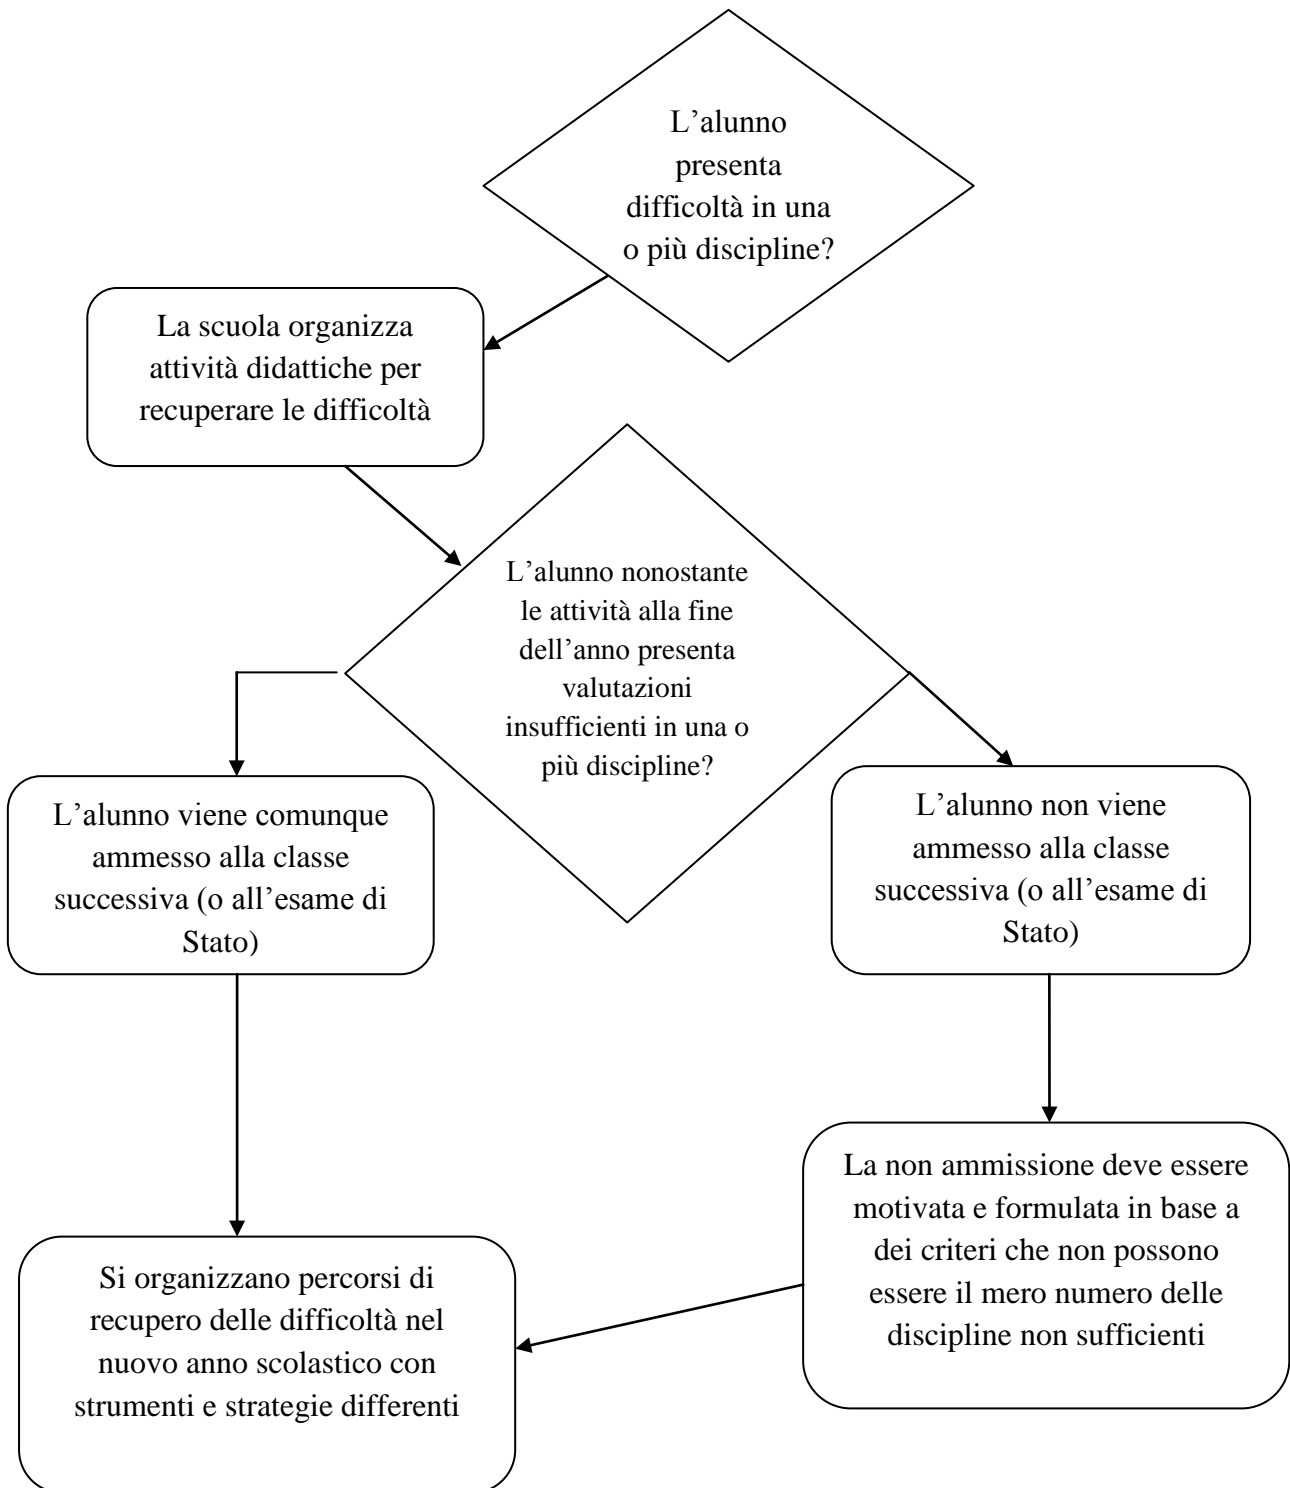 L’alunno
presenta
difficoltà in una
o più discipline?
La scuola organizza
attività didattiche per
recuperare le difficoltà
L’alunno nonostante
le attività alla fine
dell’anno presenta
valutazioni
insufficienti in una o
più discipline?
L’alunno viene comunque
ammesso alla classe
successiva (o all’esame di
Stato)
L’alunno non viene
ammesso alla classe
successiva (o all’esame di
Stato)
La non ammissione deve essere
motivata e formulata in base a
dei criteri che non possono
essere il mero numero delle
discipline non sufficienti
Si organizzano percorsi di
recupero delle difficoltà nel
nuovo anno scolastico con
strumenti e strategie differenti